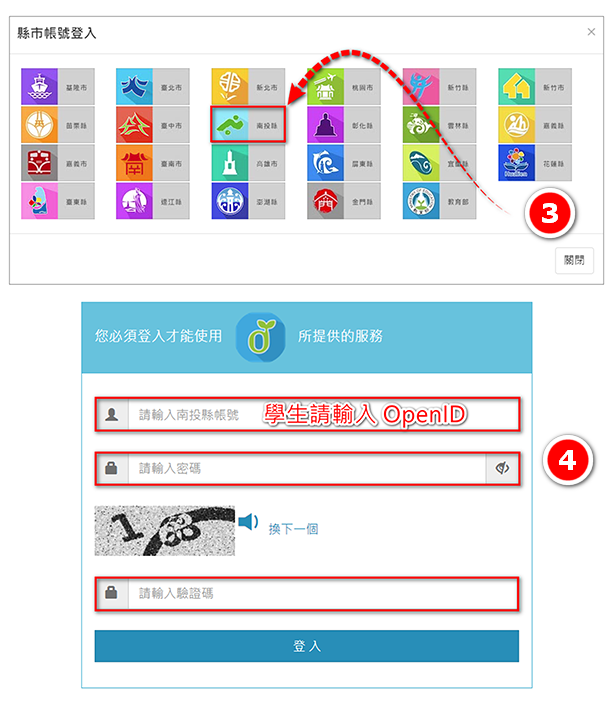 縣市帳號登入 ×
基隆市 臺北市 新北市 桃園市 新竹縣 新竹市
苗栗縣 臺中市 南投縣 彰化縣 雲林縣 嘉義縣
嘉義市 臺南市 高雄市 屏東縣 宜蘭縣 花蓮縣
臺東縣 連江縣 澎湖縣 金門縣 教育部
3
關閉
您必須登入才能使用 所提供的服務
請輸入南投縣帳號 學生請輸入 OpenID
請輸入密碼
4
換下一個
請輸入驗證碼
登入